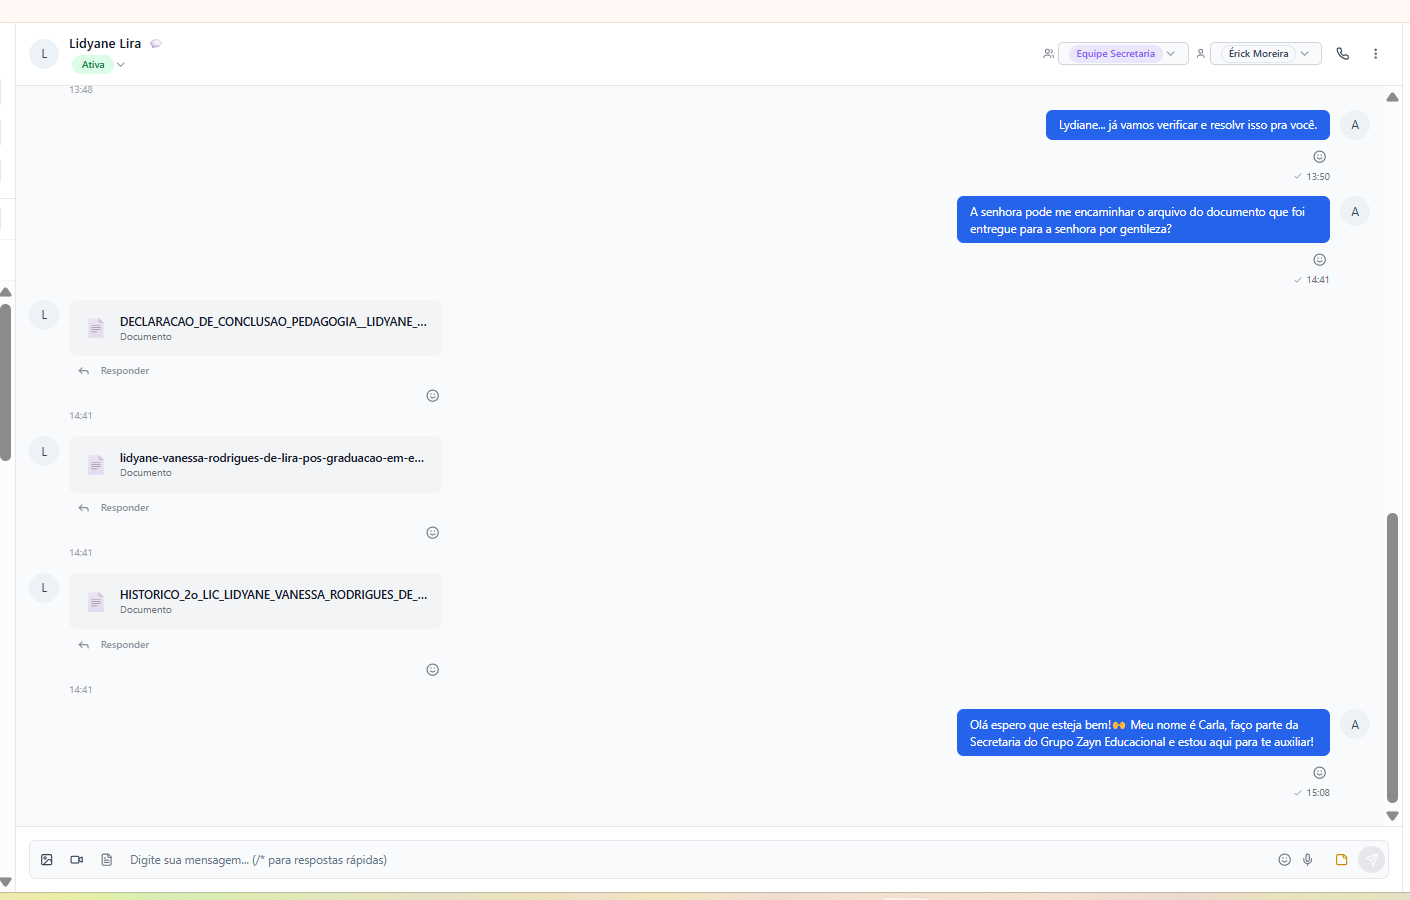 L
Lidyane Lira
Ativa
Equipe Secretaria
Érick Moreira
13:48
Lydiane... já vamos verificar e resolvr isso pra você.
A
13:50
A senhora pode me encaminhar o arquivo do documento que foi
entregue para a senhora por gentileza?
A
14:41
L
DECLARACAO_DE_CONCLUSAO_PEDAGOGIA__LIDYANE_...
Documento
Responder
14:41
L
lidyane-vanessa-rodrigues-de-lira-pos-graduacao-em-e...
Documento
Responder
14:41
L
HISTORICO_2o_LIC_LIDYANE_VANESSA_RODRIGUES_DE_...
Documento
Responder
14:41
Olá espero que esteja bem!🙌 Meu nome é Carla, faço parte da
Secretaria do Grupo Zayn Educacional e estou aqui para te auxiliar!
A
15:08
Digite sua mensagem... (/* para respostas rápidas)